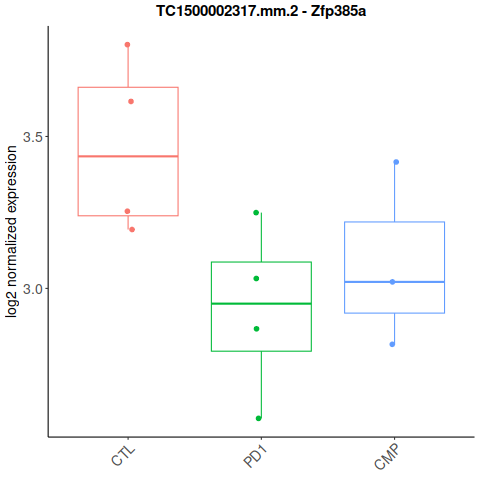 TC1500002317.mm.2 - Zfp385a
log2 normalized expression
3.5
3.0
CTL
PD1
CMP